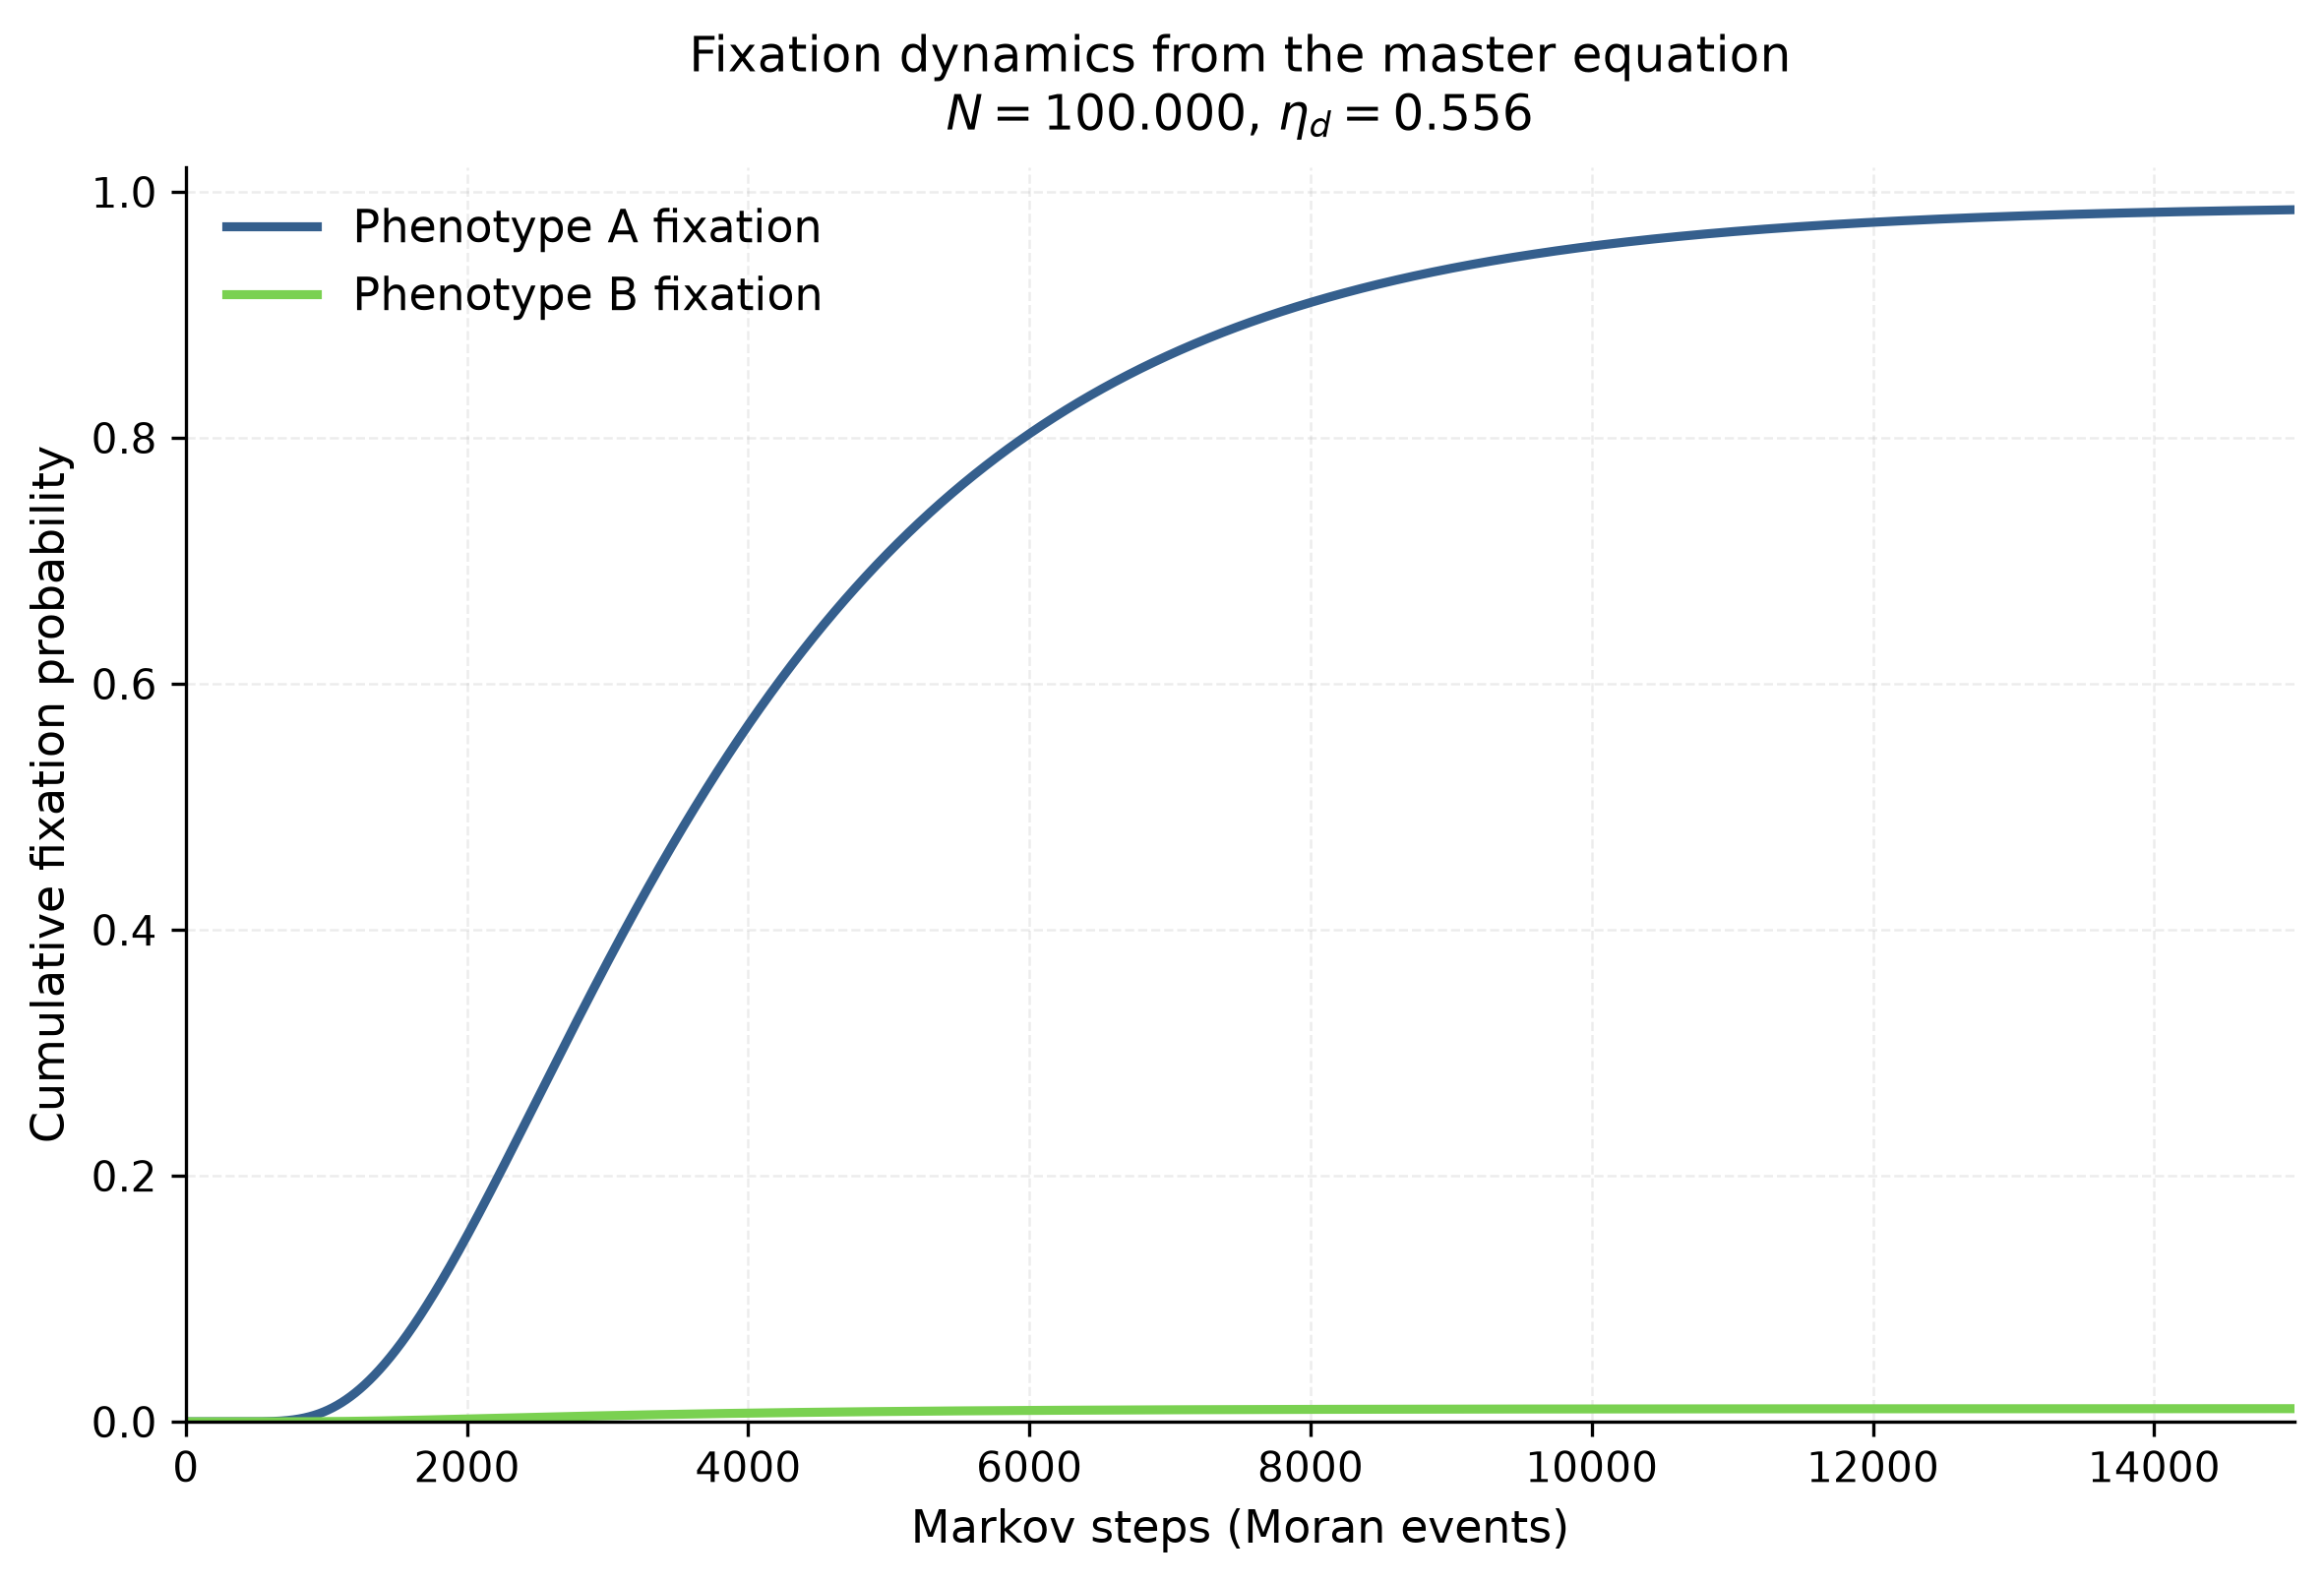 Fixation dynamics from the master equation
N = 100.000, η_d = 0.556
Cumulative fixation probability
1.0
0.8
0.6
0.4
0.2
0.0
Phenotype A fixation
Phenotype B fixation
0 2000 4000 6000 8000 10000 12000 14000
Markov steps (Moran events)